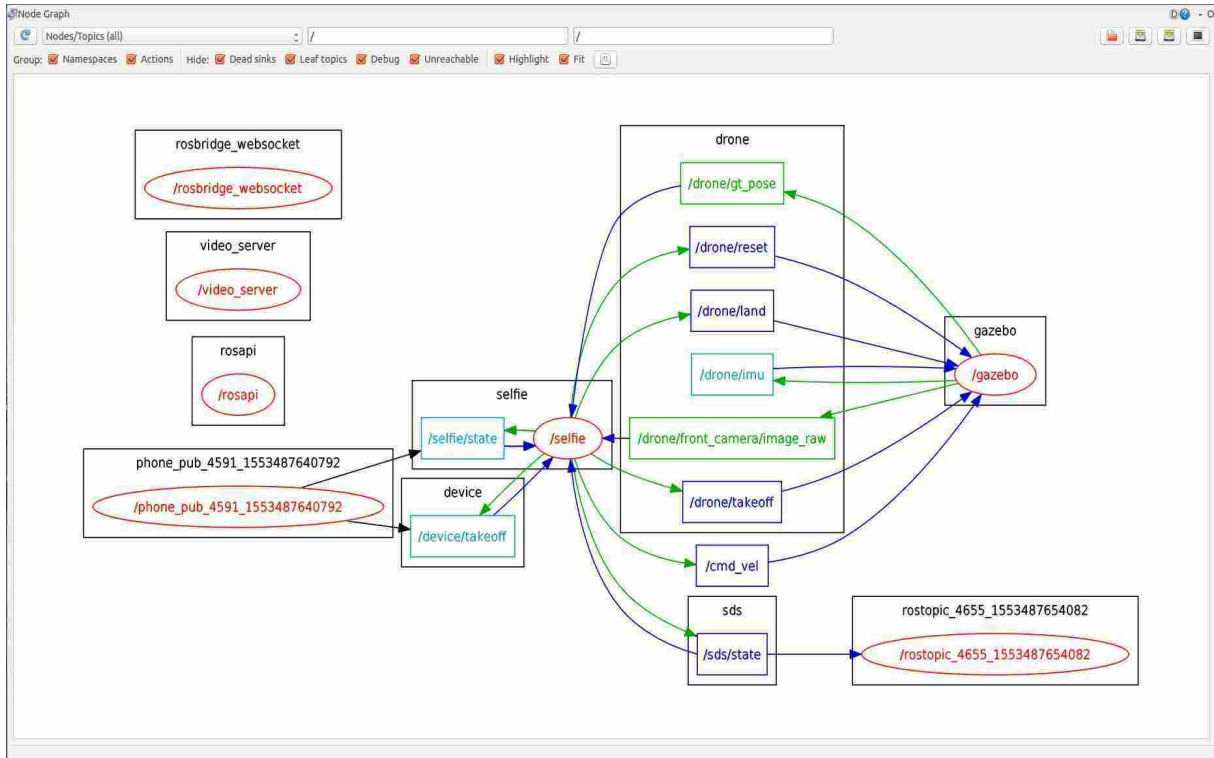 Node Graph
D - O
Nodes/Topics (all) / /
Group: Namespaces Actions Hide: Dead sinks Leaf topics Debug Unreachable Highlight Fit
rosbridge_websocket
/rosbridge_websocket
video_server
/video_server
rosapi
/rosapi
phone_pub_4591_1553487640792
/phone_pub_4591_1553487640792
selfie
/selfie/state
/selfie
device
/device/takeoff
drone
/drone/gt_pose
/drone/reset
/drone/land
/drone/imu
/drone/front_camera/image_raw
/drone/takeoff
/cmd_vel
sds
/sds/state
gazebo
/gazebo
rostopic_4655_1553487654082
/rostopic_4655_1553487654082